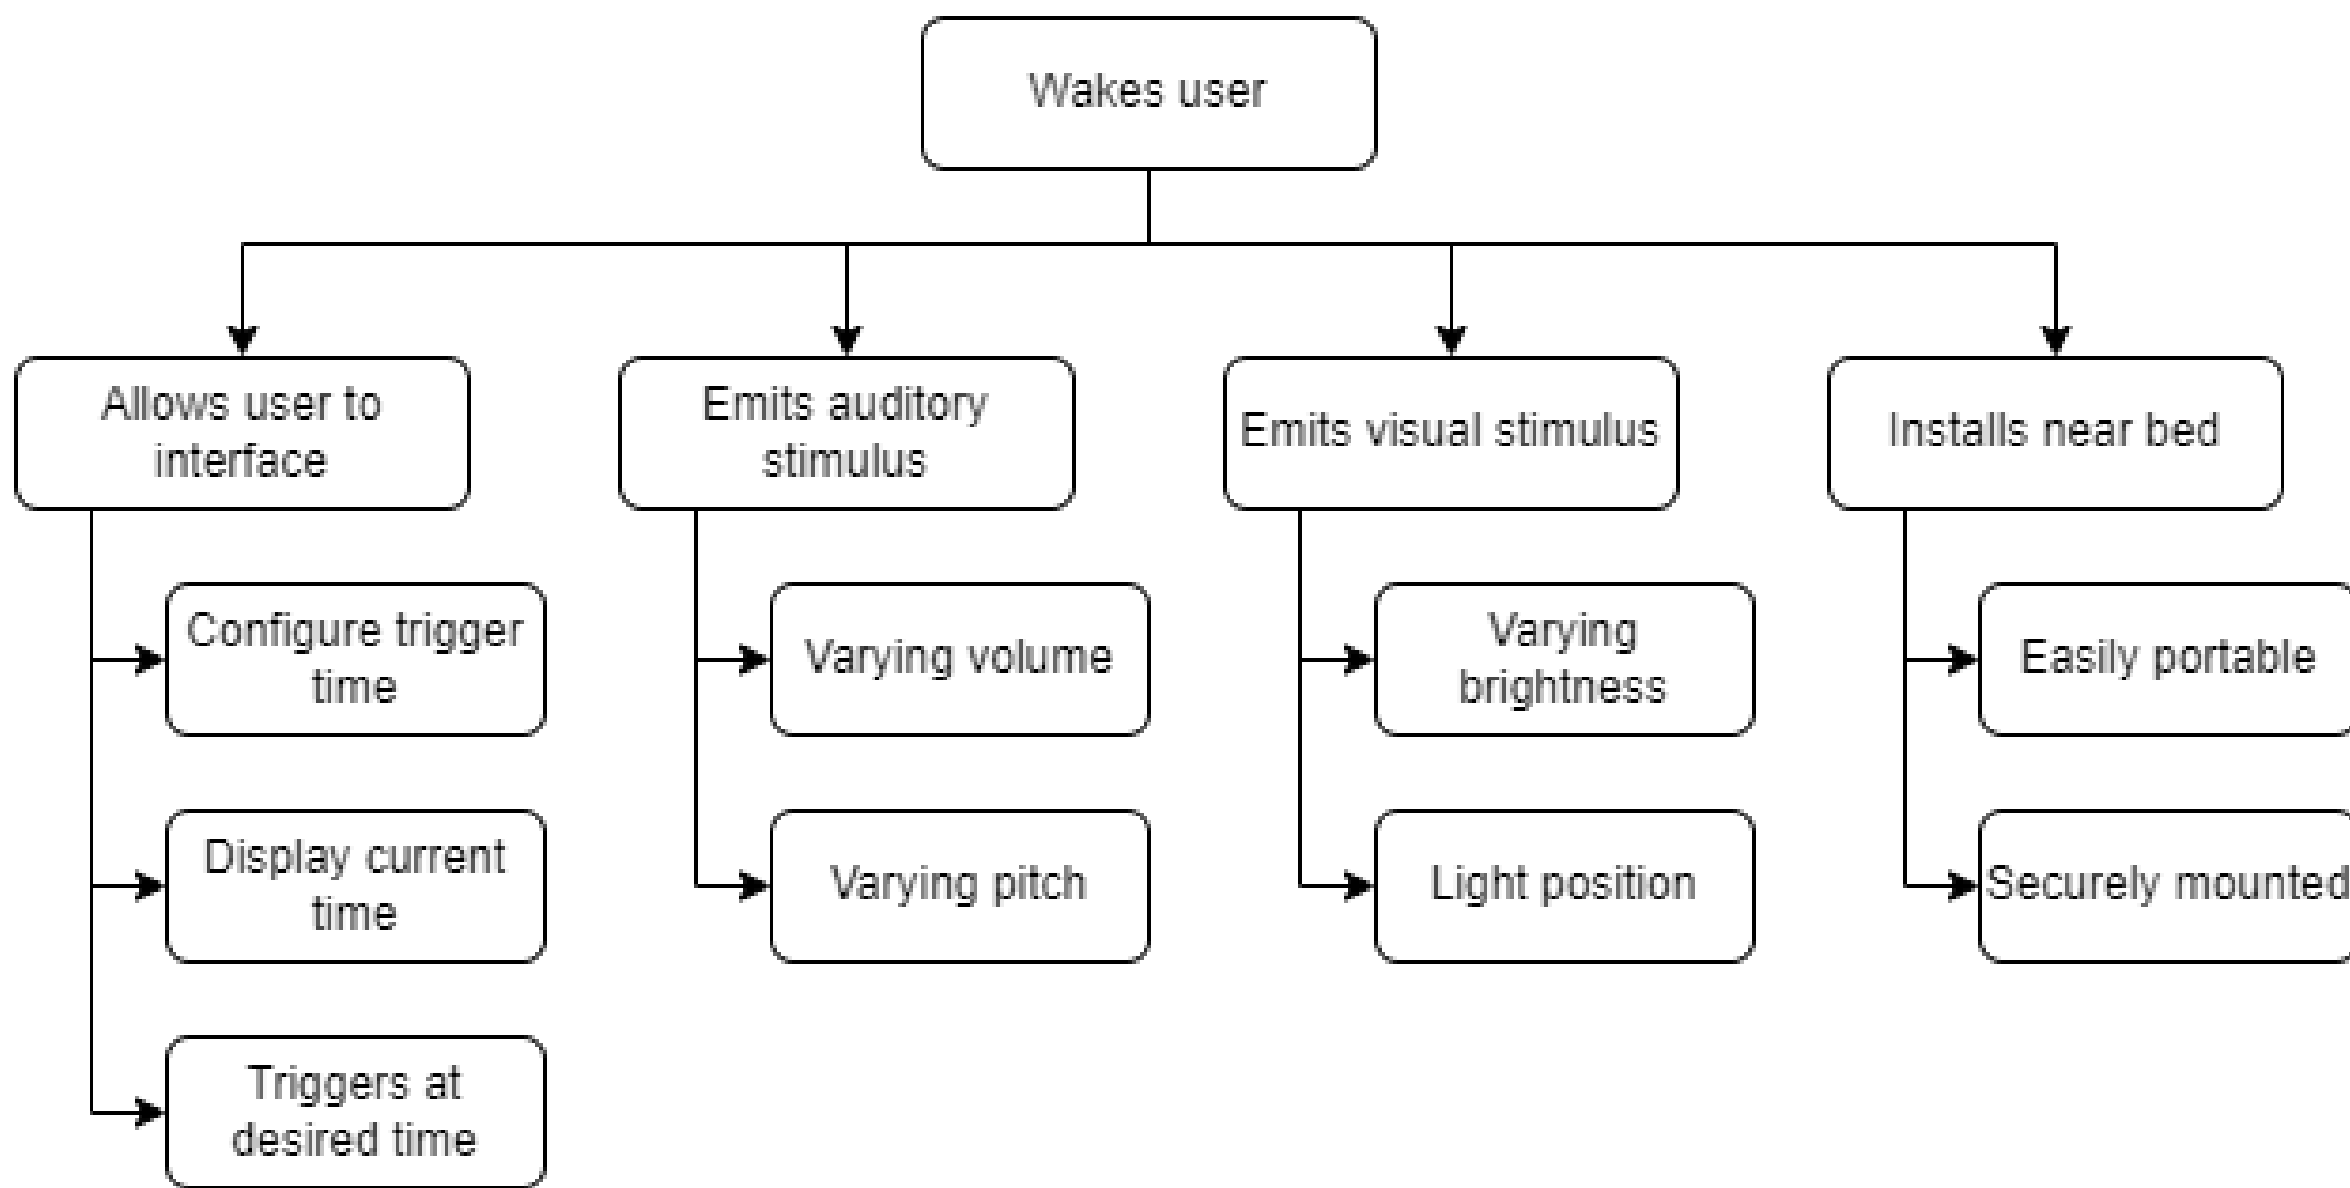 Wakes user
Allows user to
interface
Emits auditory
stimulus
Emits visual stimulus
Installs near bed
Configure trigger
time
Varying volume
Varying
brightness
Easily portable
Display current
time
Varying pitch
Light position
Securely mounted
Triggers at
desired time